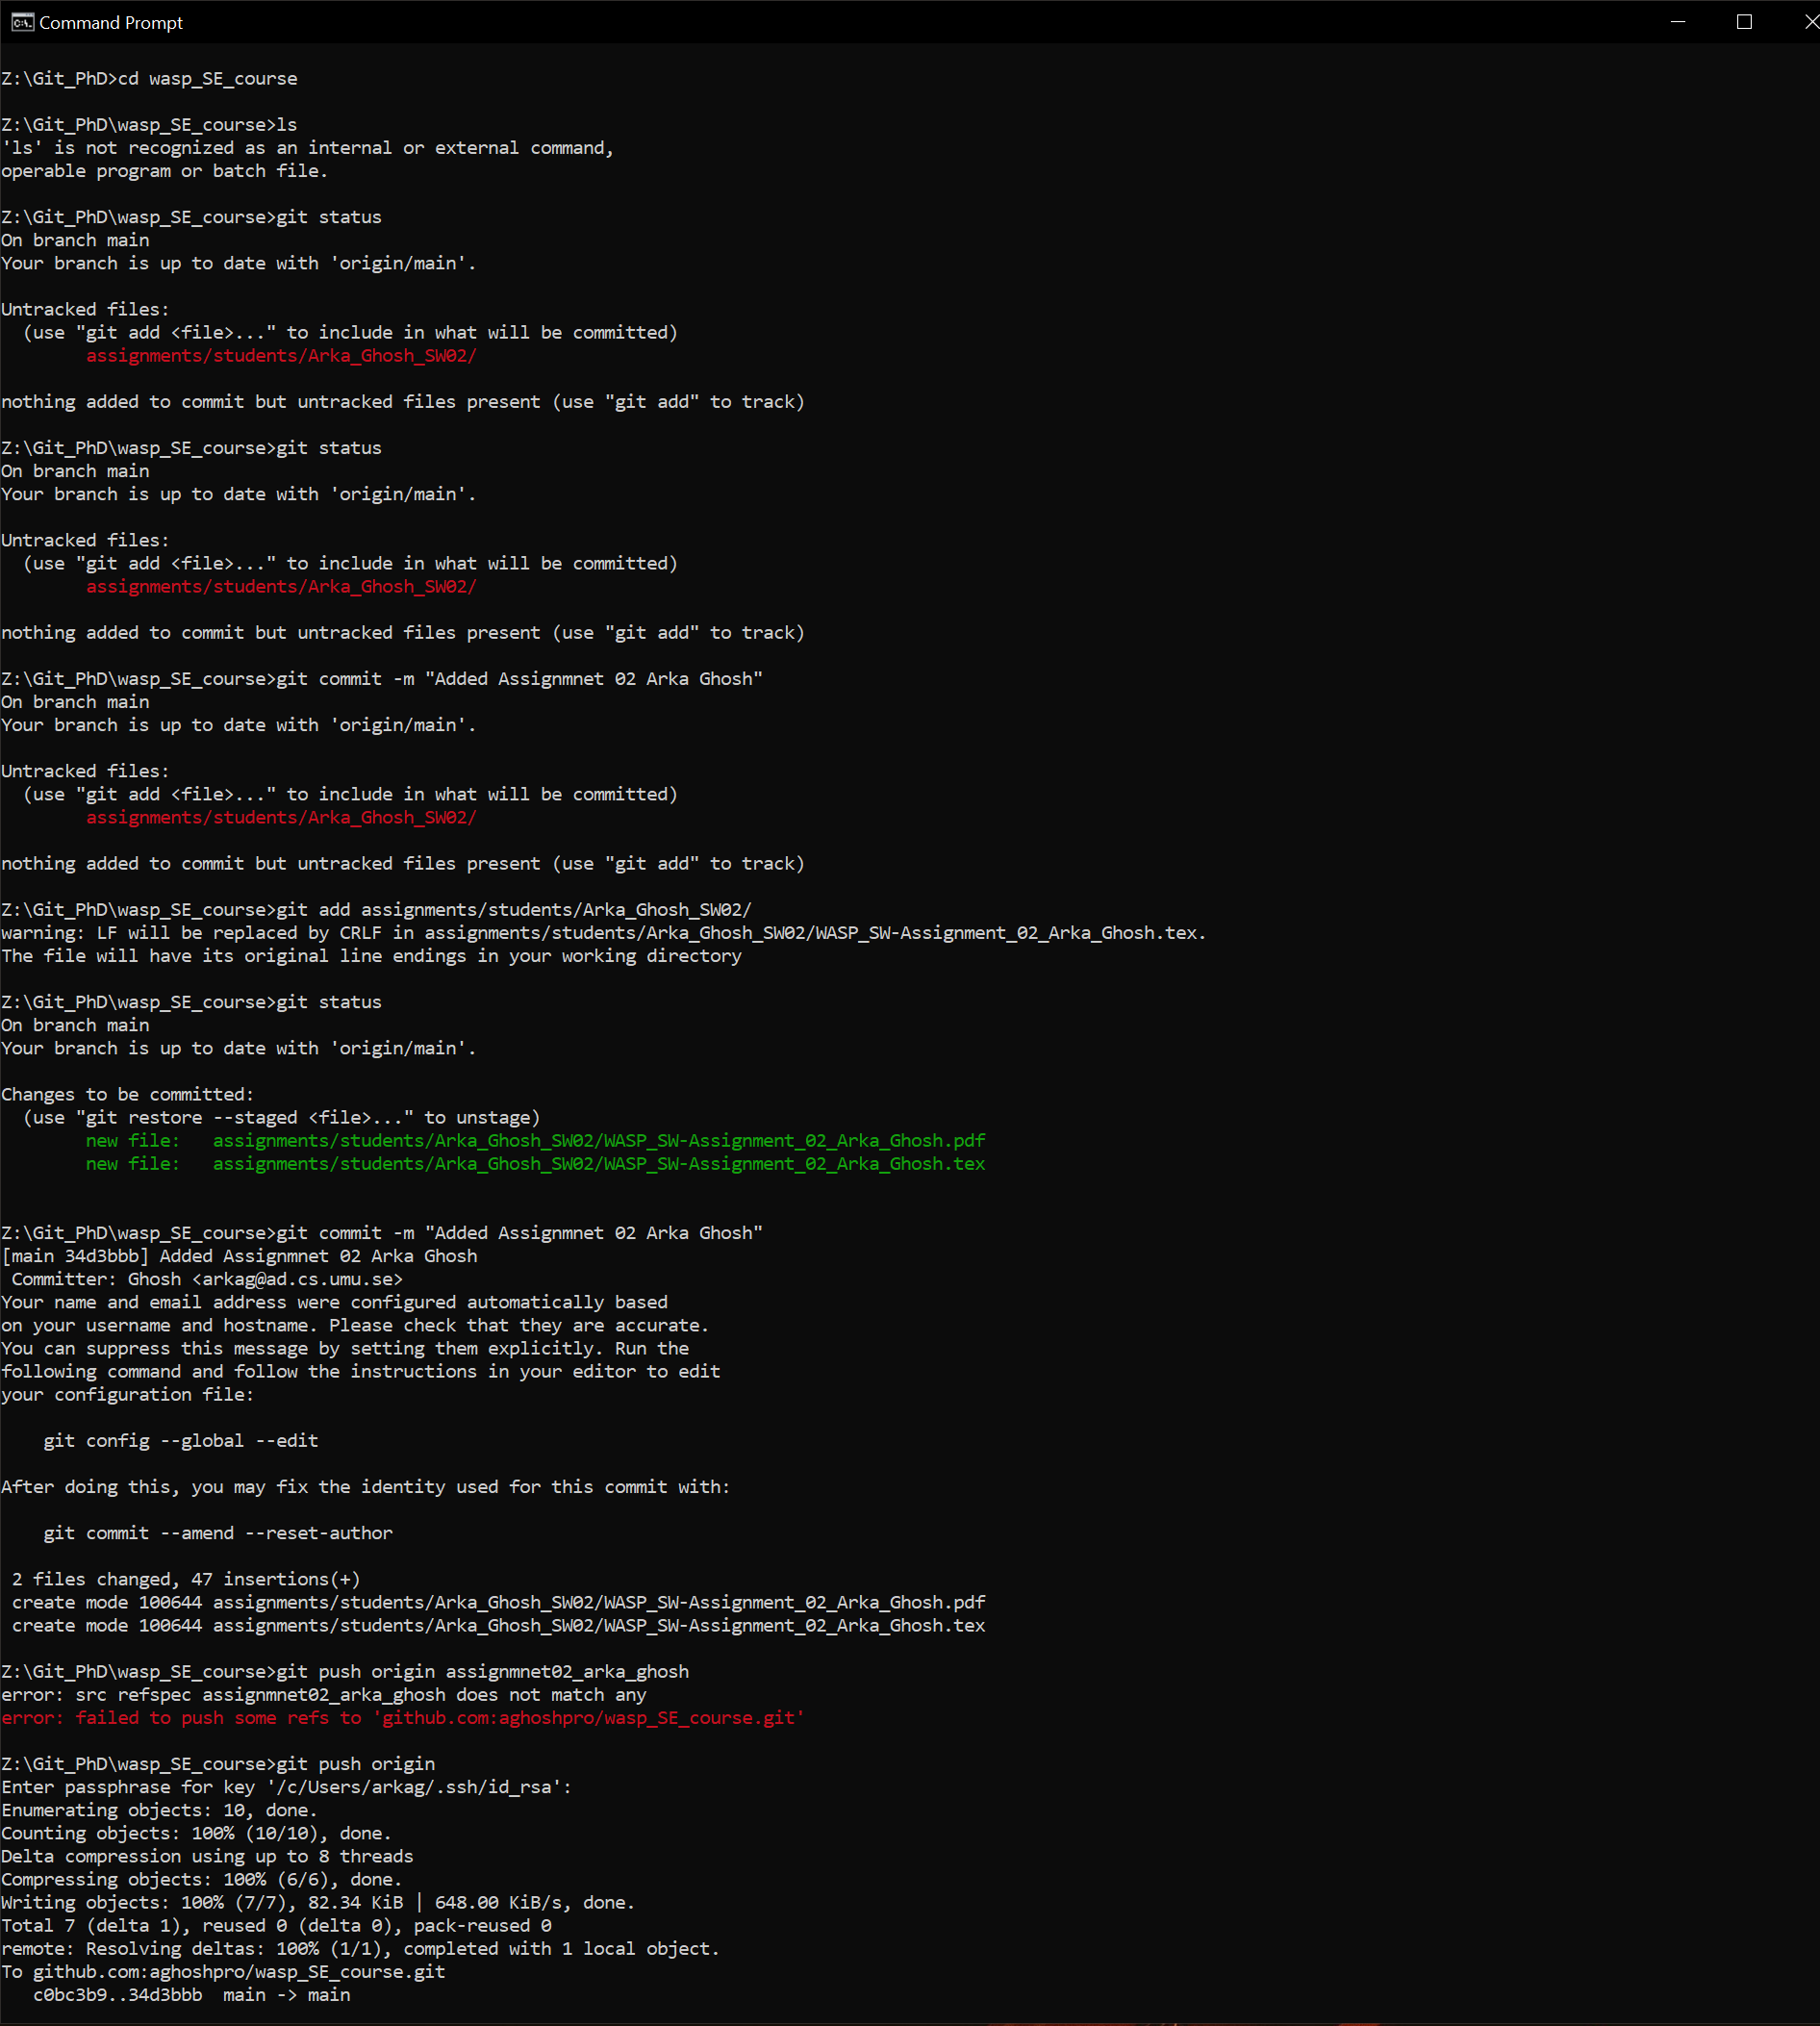 Command Prompt
Z:\Git_PhD>cd wasp_SE_course
Z:\Git_PhD\wasp_SE_course>ls
'ls' is not recognized as an internal or external command,
operable program or batch file.
Z:\Git_PhD\wasp_SE_course>git status
On branch main
Your branch is up to date with 'origin/main'.
Untracked files:
  (use "git add <file>..." to include in what will be committed)
        assignments/students/Arka_Ghosh_SW02/
nothing added to commit but untracked files present (use "git add" to track)
Z:\Git_PhD\wasp_SE_course>git status
On branch main
Your branch is up to date with 'origin/main'.
Untracked files:
  (use "git add <file>..." to include in what will be committed)
        assignments/students/Arka_Ghosh_SW02/
nothing added to commit but untracked files present (use "git add" to track)
Z:\Git_PhD\wasp_SE_course>git commit -m "Added Assignmnet 02 Arka Ghosh"
On branch main
Your branch is up to date with 'origin/main'.
Untracked files:
  (use "git add <file>..." to include in what will be committed)
        assignments/students/Arka_Ghosh_SW02/
nothing added to commit but untracked files present (use "git add" to track)
Z:\Git_PhD\wasp_SE_course>git add assignments/students/Arka_Ghosh_SW02/
warning: LF will be replaced by CRLF in assignments/students/Arka_Ghosh_SW02/WASP_SW-Assignment_02_Arka_Ghosh.tex.
The file will have its original line endings in your working directory
Z:\Git_PhD\wasp_SE_course>git status
On branch main
Your branch is up to date with 'origin/main'.
Changes to be committed:
  (use "git restore --staged <file>..." to unstage)
        new file:   assignments/students/Arka_Ghosh_SW02/WASP_SW-Assignment_02_Arka_Ghosh.pdf
        new file:   assignments/students/Arka_Ghosh_SW02/WASP_SW-Assignment_02_Arka_Ghosh.tex
Z:\Git_PhD\wasp_SE_course>git commit -m "Added Assignmnet 02 Arka Ghosh"
[main 34d3bbb] Added Assignmnet 02 Arka Ghosh
 Committer: Ghosh <arkag@ad.cs.umu.se>
Your name and email address were configured automatically based
on your username and hostname. Please check that they are accurate.
You can suppress this message by setting them explicitly. Run the
following command and follow the instructions in your editor to edit
your configuration file:
    git config --global --edit
After doing this, you may fix the identity used for this commit with:
    git commit --amend --reset-author
 2 files changed, 47 insertions(+)
 create mode 100644 assignments/students/Arka_Ghosh_SW02/WASP_SW-Assignment_02_Arka_Ghosh.pdf
 create mode 100644 assignments/students/Arka_Ghosh_SW02/WASP_SW-Assignment_02_Arka_Ghosh.tex
Z:\Git_PhD\wasp_SE_course>git push origin assignmnet02_arka_ghosh
error: src refspec assignmnet02_arka_ghosh does not match any
error: failed to push some refs to 'github.com:aghoshpro/wasp_SE_course.git'
Z:\Git_PhD\wasp_SE_course>git push origin
Enter passphrase for key '/c/Users/arkag/.ssh/id_rsa':
Enumerating objects: 10, done.
Counting objects: 100% (10/10), done.
Delta compression using up to 8 threads
Compressing objects: 100% (6/6), done.
Writing objects: 100% (7/7), 82.34 KiB | 648.00 KiB/s, done.
Total 7 (delta 1), reused 0 (delta 0), pack-reused 0
remote: Resolving deltas: 100% (1/1), completed with 1 local object.
To github.com:aghoshpro/wasp_SE_course.git
   c0bc3b9..34d3bbb  main -> main